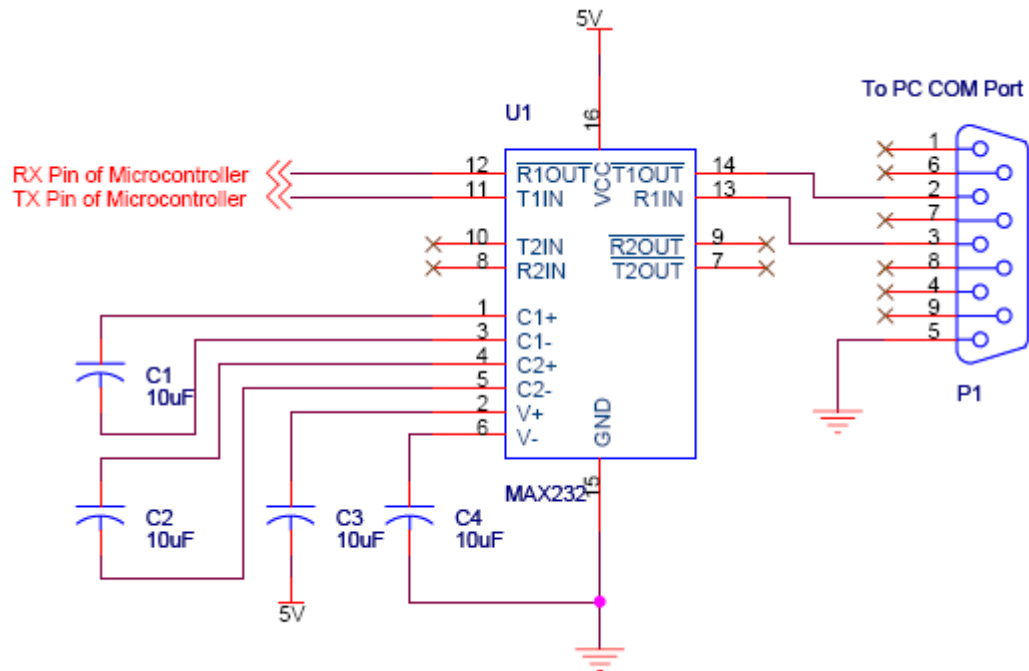 5V
To PC COM Port
U1
16
RX Pin of Microcontroller
TX Pin of Microcontroller
12
11
R1OUT
T1IN
VCC
T1OUT
R1IN
14
13
10
8
T2IN
R2IN
R2OUT
T2OUT
9
7
1
3
4
5
2
6
C1+
C1-
C2+
C2-
V+
V-
GND
15
MAX232
C1
10uF
C2
10uF
C3
10uF
C4
10uF
5V
1
6
2
7
3
8
4
9
5
P1